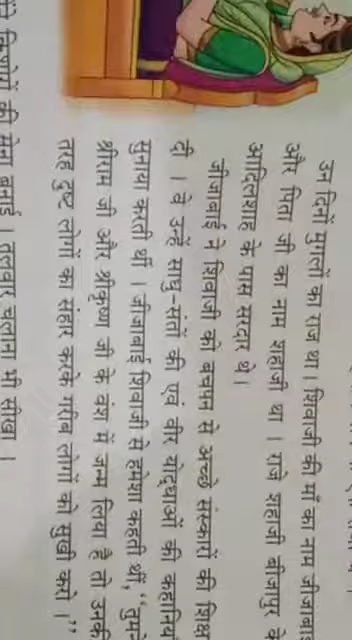 उन दिनों मुगलों का राज था । शिवाजी की माँ का नाम जीजाबाई
और पिता जी का नाम शहाजी था । राजे शहाजी बीजापुर के
आदिलशाह के पास सरदार थे ।
जीजाबाई ने शिवाजी को बचपन से अच्छे संस्कारों की शिक्षा
दी । वे उन्हें साधु-संतों की एवं वीर योद्धाओं की कहानियाँ
सुनाया करती थीं । जीजाबाई शिवाजी से हमेशा कहती थीं, “तुमने
श्रीराम जी और श्रीकृष्ण जी के वंश में जन्म लिया है तो उनकी
तरह दुष्ट लोगों का संहार करके गरीब लोगों को सुखी करो ।”
की सेना बनाई । तलवार चलाना भी सीखा ।